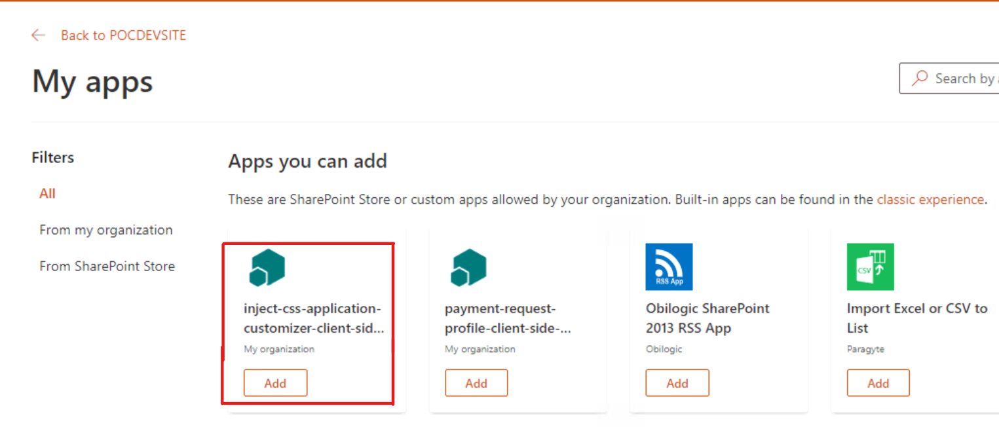 Back to POCDEVSITE
My apps
Search by
Filters
All
From my organization
From SharePoint Store
Apps you can add
These are SharePoint Store or custom apps allowed by your organization. Built-in apps can be found in the classic experience.
inject-css-application-
customizer-client-sid...
My organization
Add
payment-request-
profile-client-side-...
My organization
Add
RSS App
Obilogic SharePoint
2013 RSS App
Obilogic
Add
CSV
Import Excel or CSV to
List
Paragyte
Add